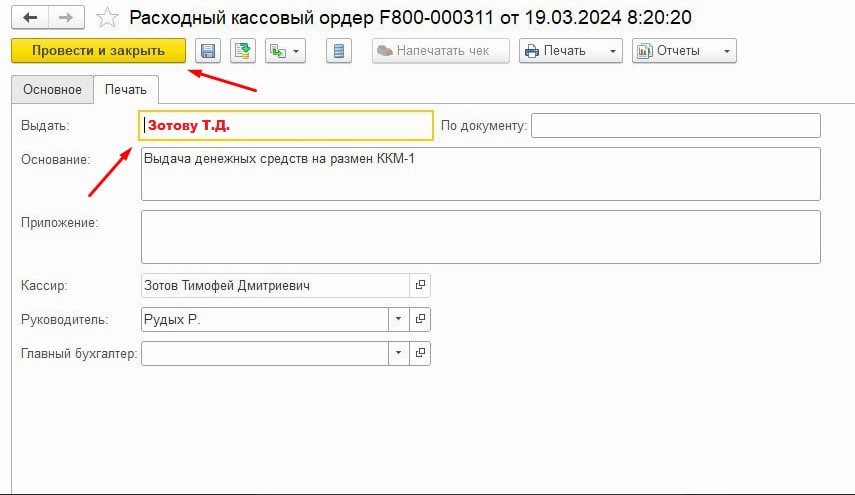 Расходный кассовый ордер F800-000311 от 19.03.2024 8:20:20
Провести и закрыть Напечатать чек Печать Отчеты
Основное Печать
Выдать: Зотову Т.Д. По документу:
Основание: Выдача денежных средств на размен ККМ-1
Приложение:
Кассир: Зотов Тимофей Дмитриевич
Руководитель: Рудых Р.
Главный бухгалтер: